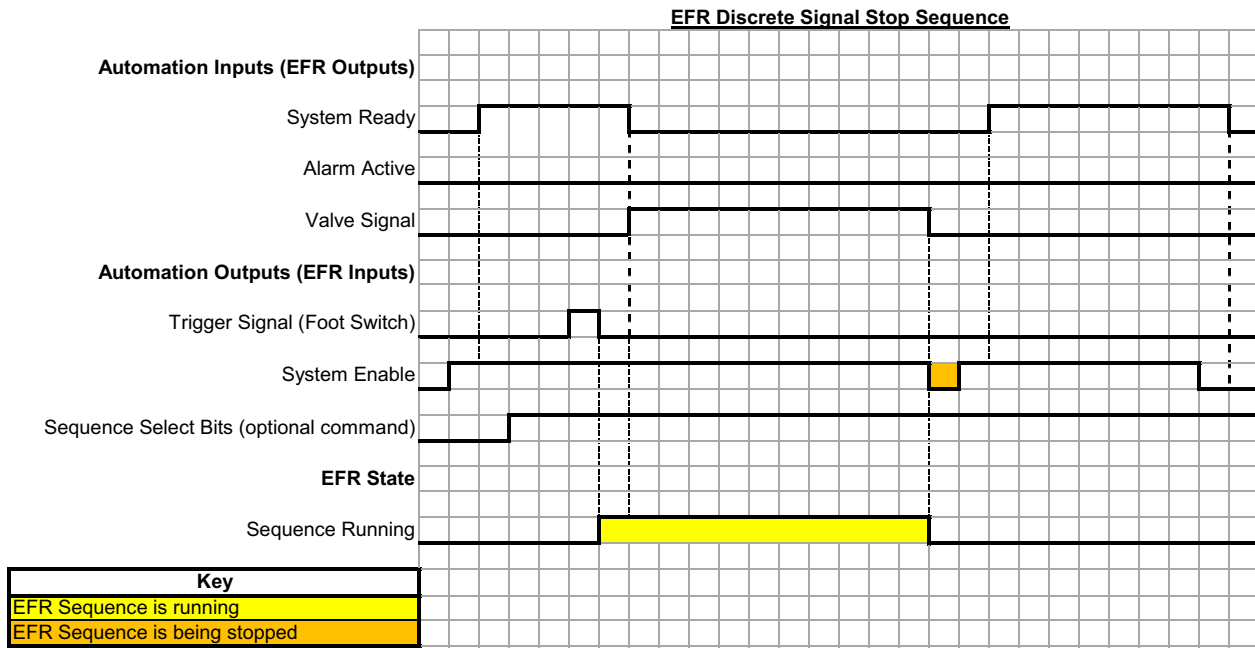 EFR Discrete Signal Stop Sequence
Automation Inputs (EFR Outputs)
System Ready
Alarm Active
Valve Signal
Automation Outputs (EFR Inputs)
Trigger Signal (Foot Switch)
System Enable
Sequence Select Bits (optional command)
EFR State
Sequence Running
Key
EFR Sequence is running
EFR Sequence is being stopped